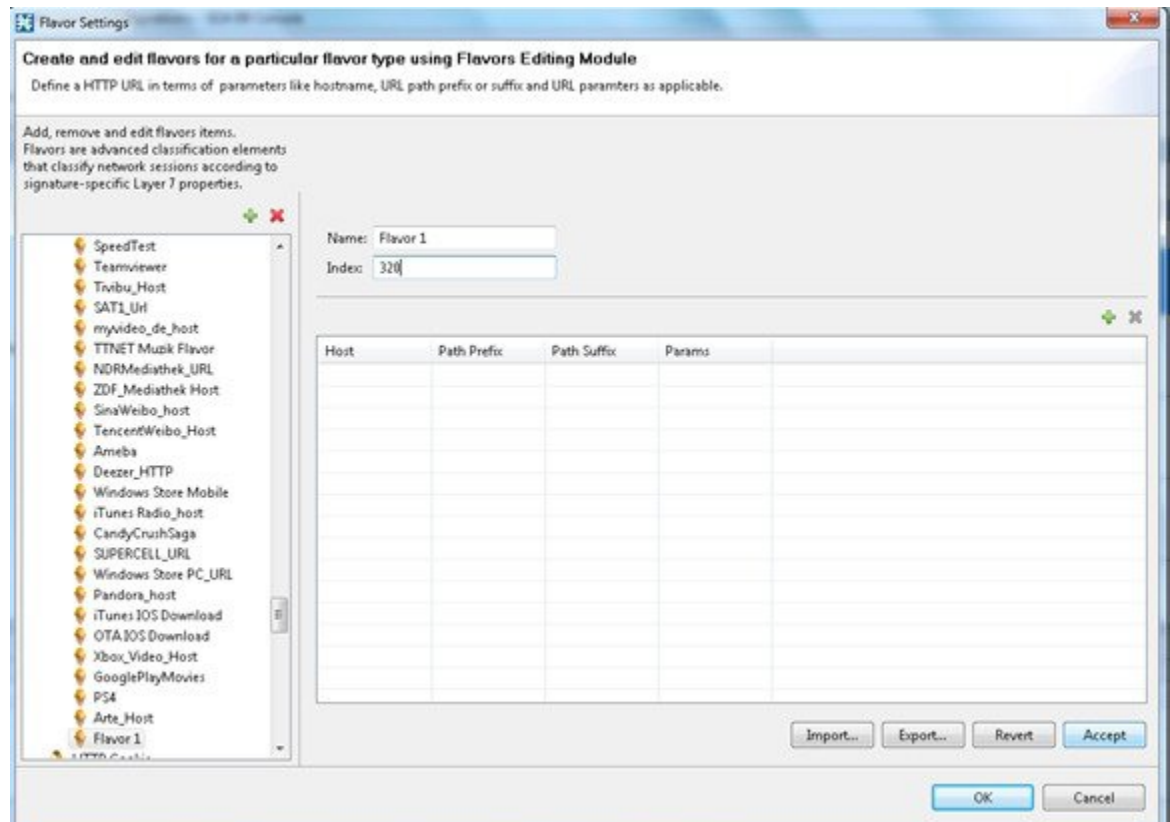 Flavor Settings
Create and edit flavors for a particular flavor type using Flavors Editing Module
Define a HTTP URL in terms of parameters like hostname, URL path prefix or suffix and URL paramters as applicable.
Add, remove and edit flavors items.
Flavors are advanced classification elements
that classify network sessions according to
signature-specific Layer 7 properties.
SpeedTest
Teamviewer
Tivibu_Host
SAT1_Url
myvideo_de_host
TTNET Muzik Flavor
NDRMediathek_URL
ZDF_Mediathek Host
SinaWeibo_host
TencentWeibo_Host
Ameba
Deezer_HTTP
Windows Store Mobile
iTunes Radio_host
CandyCrushSaga
SUPERCELL_URL
Windows Store PC_URL
Pandora_host
iTunes IOS Download
OTA IOS Download
Xbox_Video_Host
GooglePlayMovies
PS4
Arte_Host
Flavor 1
HTTP Cookie
Name: Flavor 1
Index: 320
Host Path Prefix Path Suffix Params
Import... Export... Revert Accept
OK Cancel